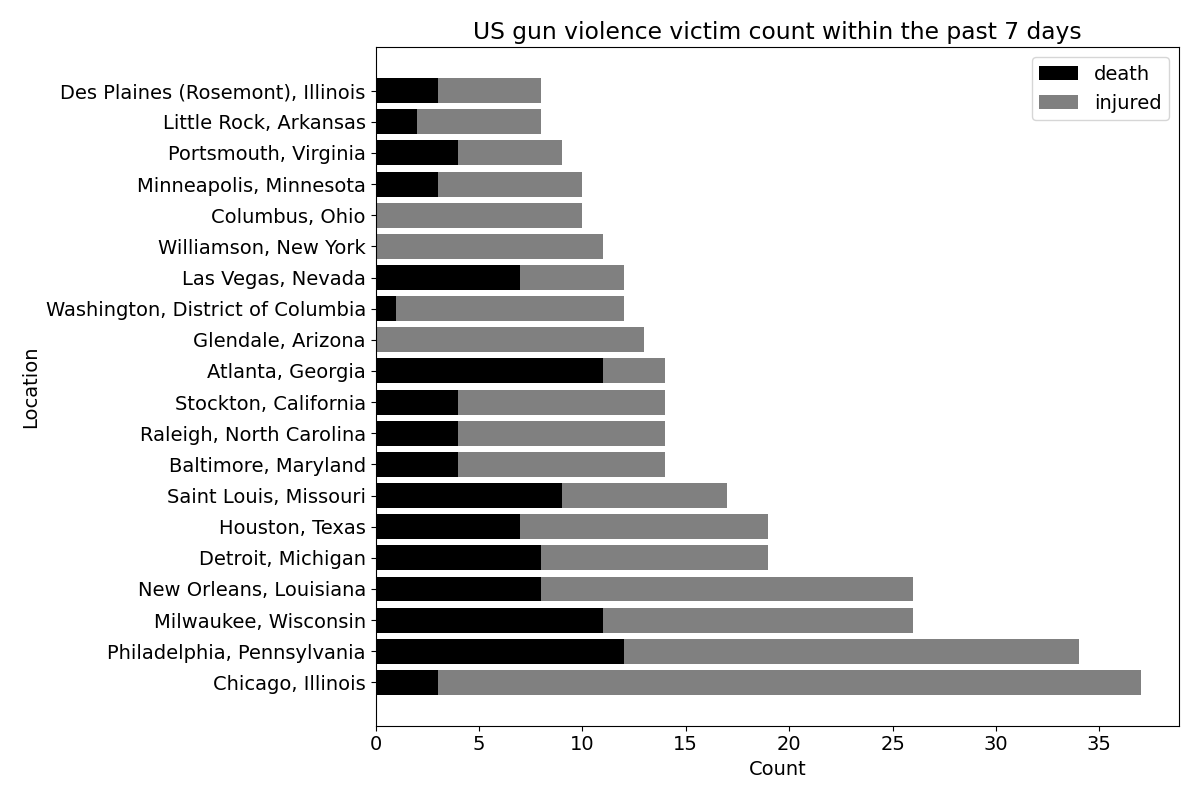 US gun violence victim count within the past 7 days
death
injured
Des Plaines (Rosemont), Illinois
Little Rock, Arkansas
Portsmouth, Virginia
Minneapolis, Minnesota
Columbus, Ohio
Williamson, New York
Las Vegas, Nevada
Washington, District of Columbia
Glendale, Arizona
Atlanta, Georgia
Stockton, California
Raleigh, North Carolina
Baltimore, Maryland
Saint Louis, Missouri
Houston, Texas
Detroit, Michigan
New Orleans, Louisiana
Milwaukee, Wisconsin
Philadelphia, Pennsylvania
Chicago, Illinois
Location
0 5 10 15 20 25 30 35
Count